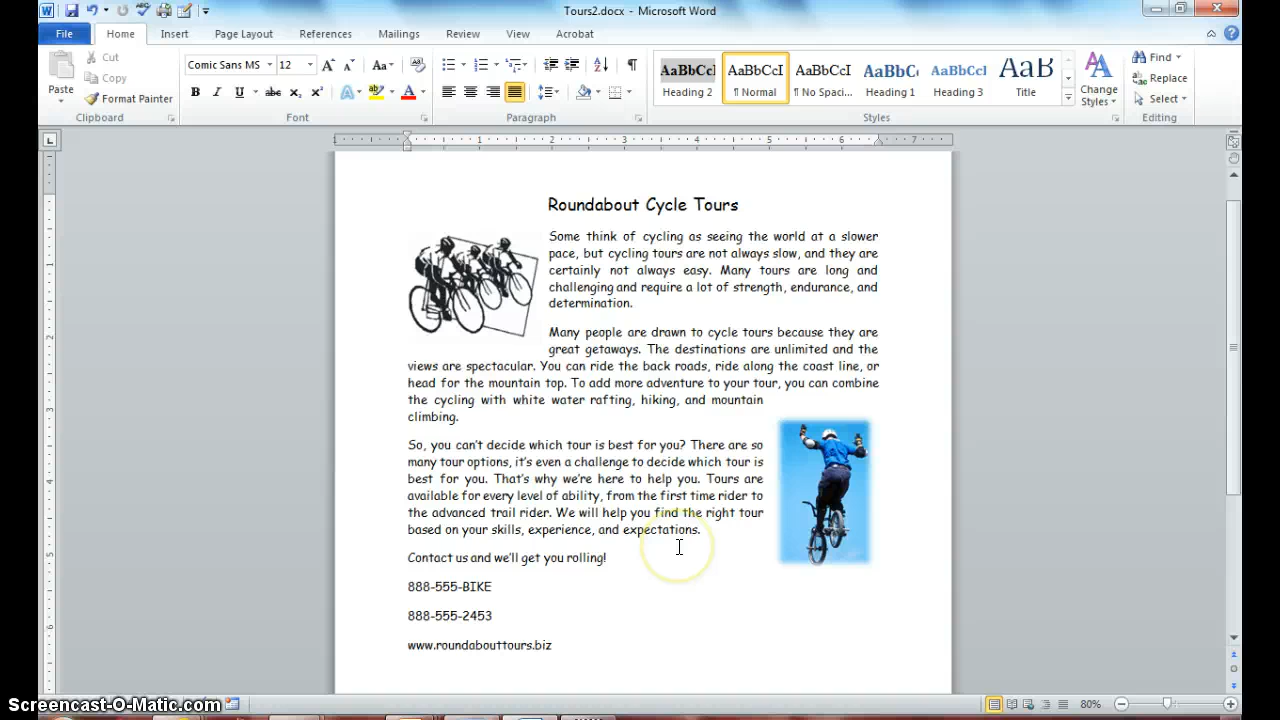 Tours2.docx - Microsoft Word
File Home Insert Page Layout References Mailings Review View Acrobat
Paste
Cut
Copy
Format Painter
Clipboard
Comic Sans MS 12
Font
Paragraph
AaBbCcI AaBbCcI AaBbCcI AaBbC AaBbCcI AaB
Heading 2 ¶ Normal ¶ No Spaci... Heading 1 Heading 3 Title
Change Styles
Styles
Find
Replace
Select
Editing
1 1 2 3 4 5 6 7
Roundabout Cycle Tours
Some think of cycling as seeing the world at a slower
pace, but cycling tours are not always slow, and they are
certainly not always easy. Many tours are long and
challenging and require a lot of strength, endurance, and
determination.
Many people are drawn to cycle tours because they are
great getaways. The destinations are unlimited and the
views are spectacular. You can ride the back roads, ride along the coast line, or
head for the mountain top. To add more adventure to your tour, you can combine
the cycling with white water rafting, hiking, and mountain
climbing.
So, you can't decide which tour is best for you? There are so
many tour options, it's even a challenge to decide which tour is
best for you. That's why we're here to help you. Tours are
available for every level of ability, from the first time rider to
the advanced trail rider. We will help you find the right tour
based on your skills, experience, and expectations.
Contact us and we'll get you rolling!
888-555-BIKE
888-555-2453
www.roundabouttours.biz
Screencast-O-Matic.com
80%